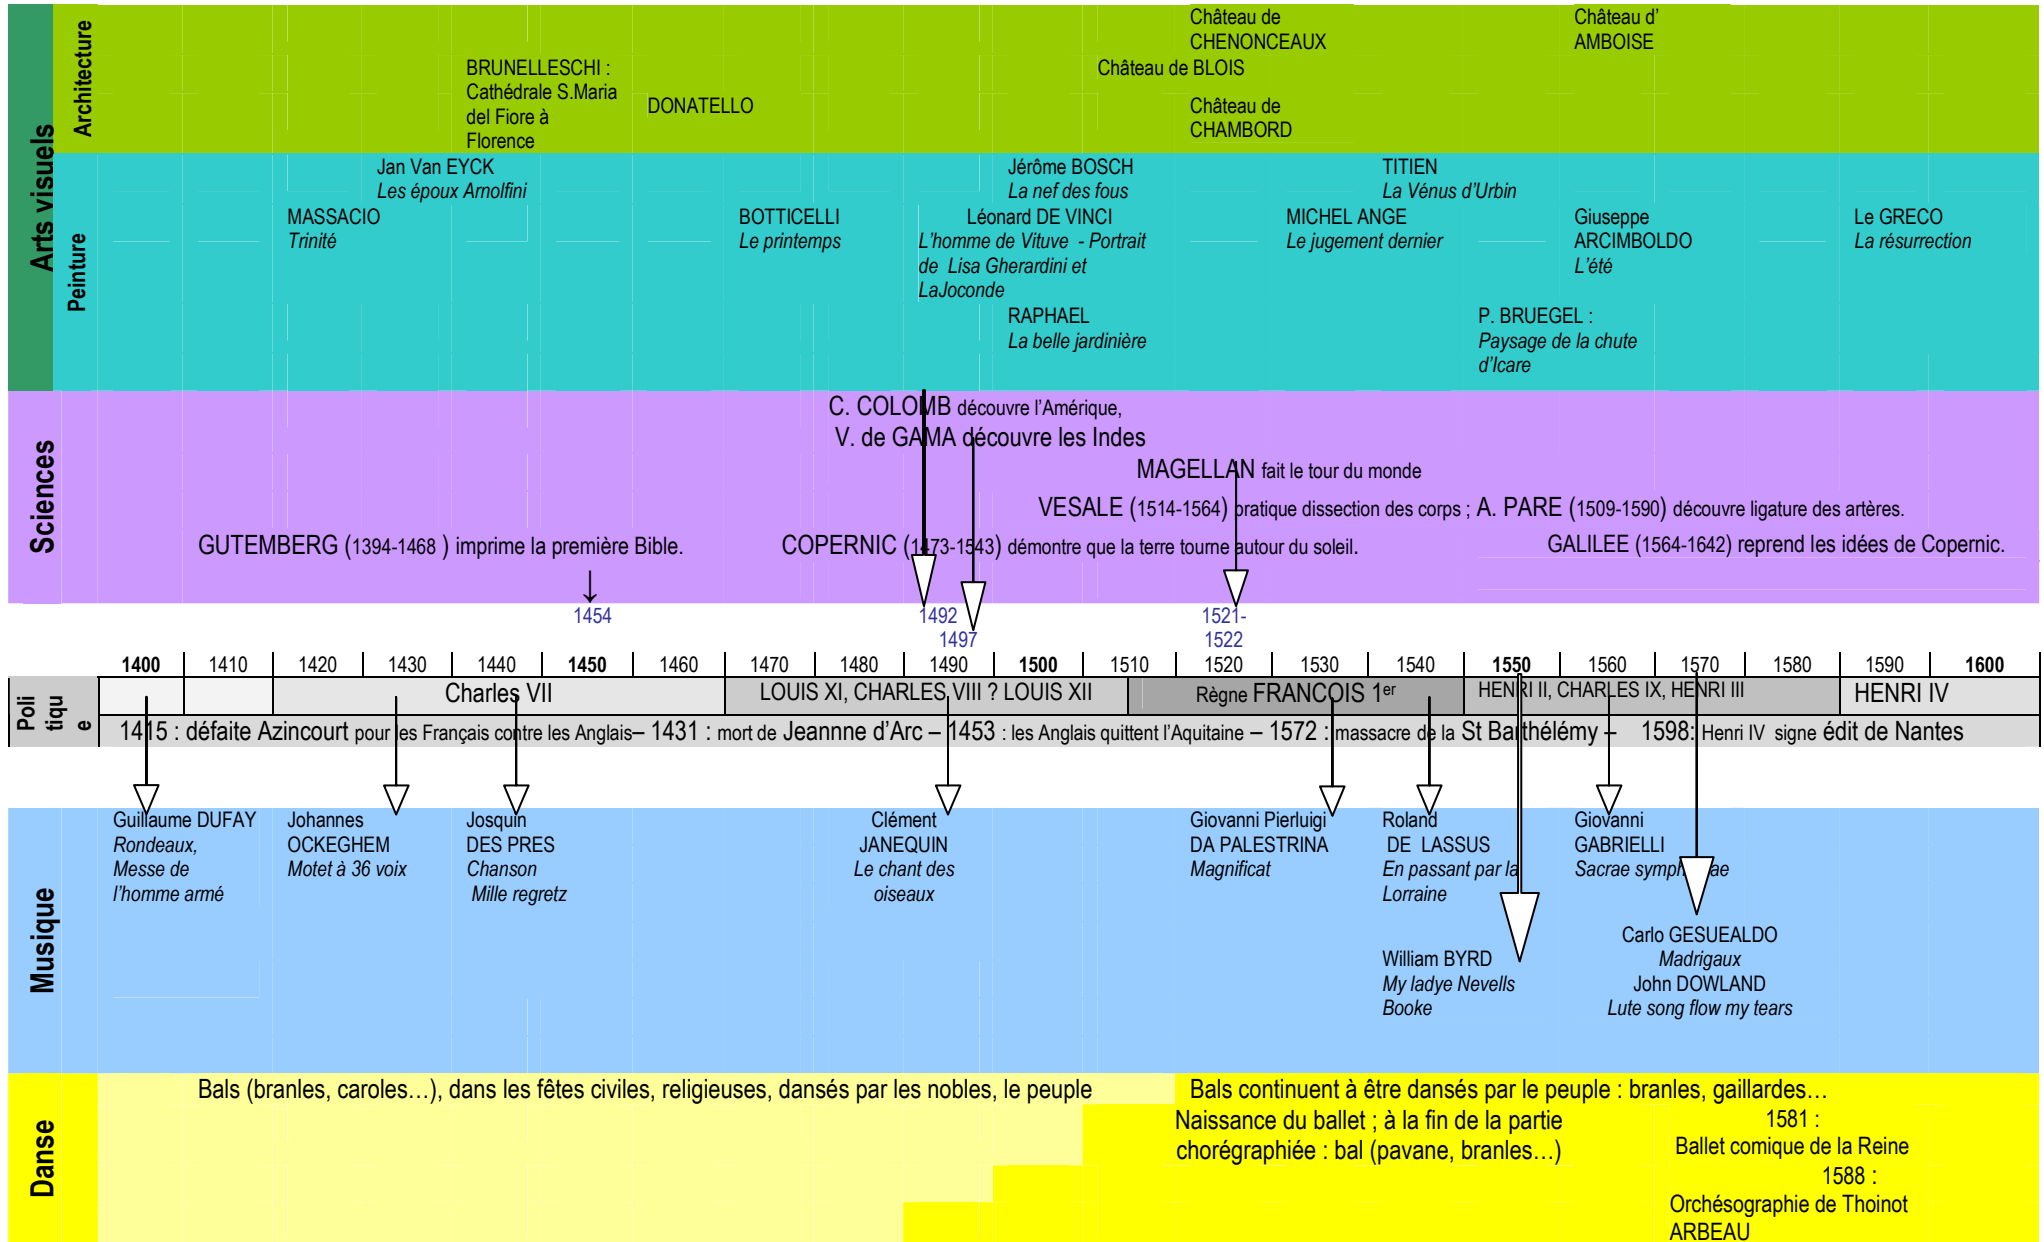 Arts visuels
Architecture
Château de
CHENONCEAUX
Château d’
AMBOISE
BRUNELLESCHI :
Cathédrale S.Maria
del Fiore à
Florence
DONATELLO
Château de BLOIS
Château de
CHAMBORD
Peinture
Jan Van EYCK
Les époux Arnolfini
Jérôme BOSCH
La nef des fous
TITIEN
La Vénus d’Urbin
MASSACIO
Trinité
BOTTICELLI
Le printemps
Léonard DE VINCI
L’homme de Vituve - Portrait
de Lisa Gherardini et
LaJoconde
MICHEL ANGE
Le jugement dernier
Giuseppe
ARCIMBOLDO
L’été
Le GRECO
La résurrection
RAPHAEL
La belle jardinière
P. BRUEGEL :
Paysage de la chute
d’Icare
Sciences
C. COLOMB découvre l’Amérique,
V. de GAMA découvre les Indes
MAGELLAN fait le tour du monde
VESALE (1514-1564) pratique dissection des corps ; A. PARE (1509-1590) découvre ligature des artères.
GUTEMBERG (1394-1468 ) imprime la première Bible.
COPERNIC (1473-1543) démontre que la terre tourne autour du soleil.
GALILEE (1564-1642) reprend les idées de Copernic.
1454
1492
1497
1521-
1522
1400 1410 1420 1430 1440 1450 1460 1470 1480 1490 1500 1510 1520 1530 1540 1550 1560 1570 1580 1590 1600
Poli
tiqu
e
Charles VII
LOUIS XI, CHARLES VIII ? LOUIS XII
Règne FRANCOIS 1er
HENRI II, CHARLES IX, HENRI III
HENRI IV
1415 : défaite Azincourt pour les Français contre les Anglais– 1431 : mort de Jeannne d’Arc – 1453 : les Anglais quittent l’Aquitaine – 1572 : massacre de la St Barthélémy – 1598: Henri IV signe édit de Nantes
Musique
Guillaume DUFAY
Rondeaux,
Messe de
l’homme armé
Johannes
OCKEGHEM
Motet à 36 voix
Josquin
DES PRES
Chanson
Mille regretz
Clément
JANEQUIN
Le chant des
oiseaux
Giovanni Pierluigi
DA PALESTRINA
Magnificat
Roland
DE LASSUS
En passant par la
Lorraine
Giovanni
GABRIELLI
Sacrae symphoniae
William BYRD
My ladye Nevells
Booke
Carlo GESUEALDO
Madrigaux
John DOWLAND
Lute song flow my tears
Danse
Bals (branles, caroles…), dans les fêtes civiles, religieuses, dansés par les nobles, le peuple
Bals continuent à être dansés par le peuple : branles, gaillardes…
Naissance du ballet ; à la fin de la partie
chorégraphiée : bal (pavane, branles…)
1581 :
Ballet comique de la Reine
1588 :
Orchésographie de Thoinot
ARBEAU